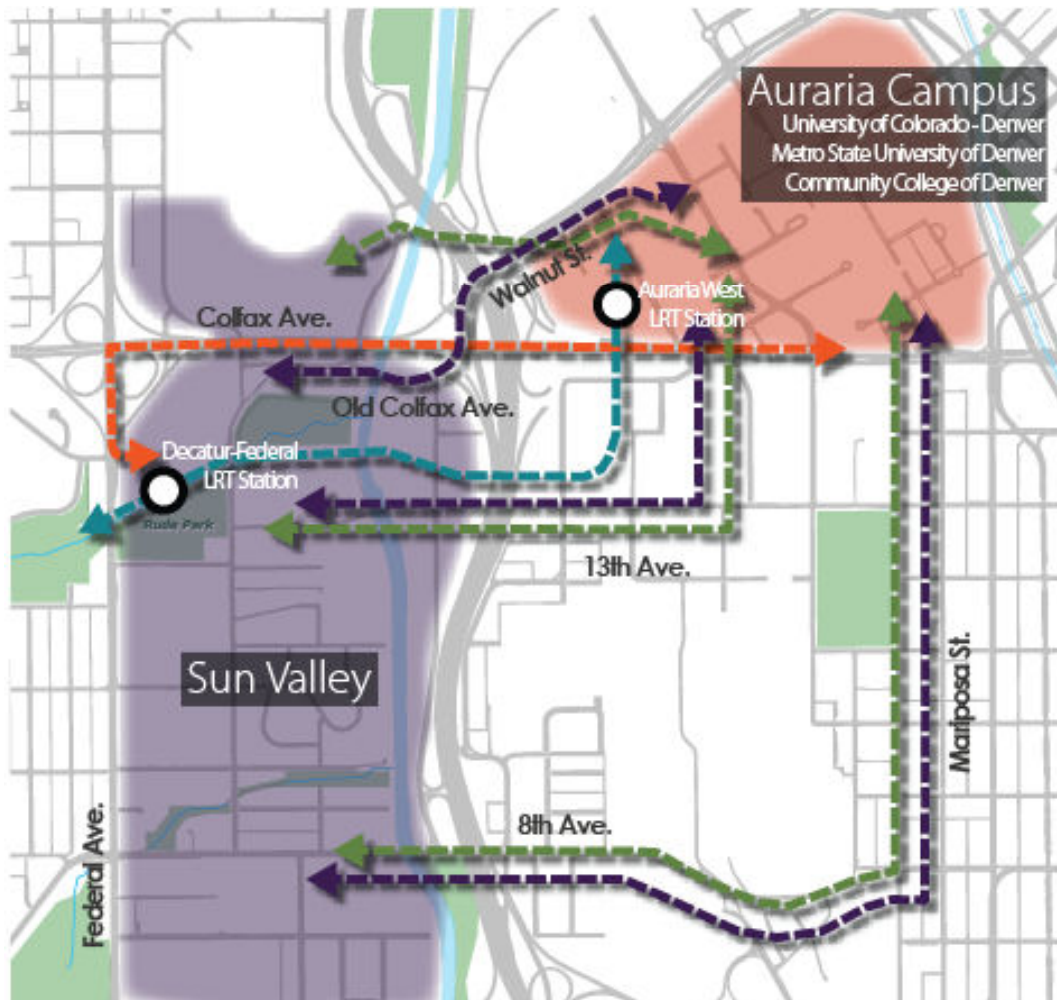 Auraria Campus
University of Colorado - Denver
Metro State University of Denver
Community College of Denver
Walnut St.
Auraria West
LRT Station
Colfax Ave.
Old Colfax Ave.
Decatur-Federal
LRT Station
Rude Park
13th Ave.
Sun Valley
Mariposa St.
8th Ave.
Federal Ave.